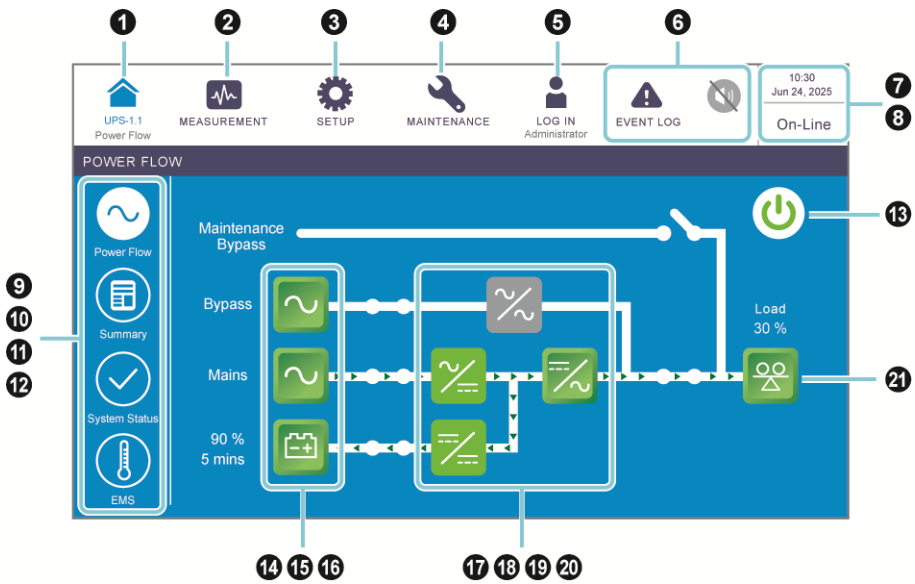 1 2 3 4 5 6
UPS-1.1
Power Flow
MEASUREMENT
SETUP
MAINTENANCE
LOG IN
Administrator
EVENT LOG
10:30
Jun 24, 2025
On-Line
7
8
POWER FLOW
Power Flow
Summary
System Status
EMS
9
10
11
12
Maintenance
Bypass
Bypass
Mains
90 %
5 mins
Load
30 %
13
21
14 15 16
17 18 19 20